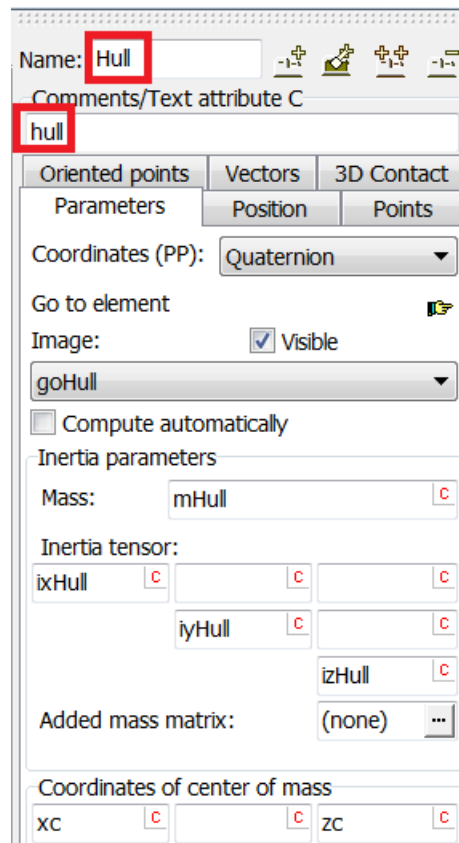 Name: Hull
Comments/Text attribute C
hull
Oriented points Vectors 3D Contact
Parameters Position Points
Coordinates (PP): Quaternion
Go to element
Image: Visible
goHull
Compute automatically
Inertia parameters
Mass: mHull C
Inertia tensor:
ixHull C C C
iyHull C C
izHull C
Added mass matrix: (none) ...
Coordinates of center of mass
xc C C zc C